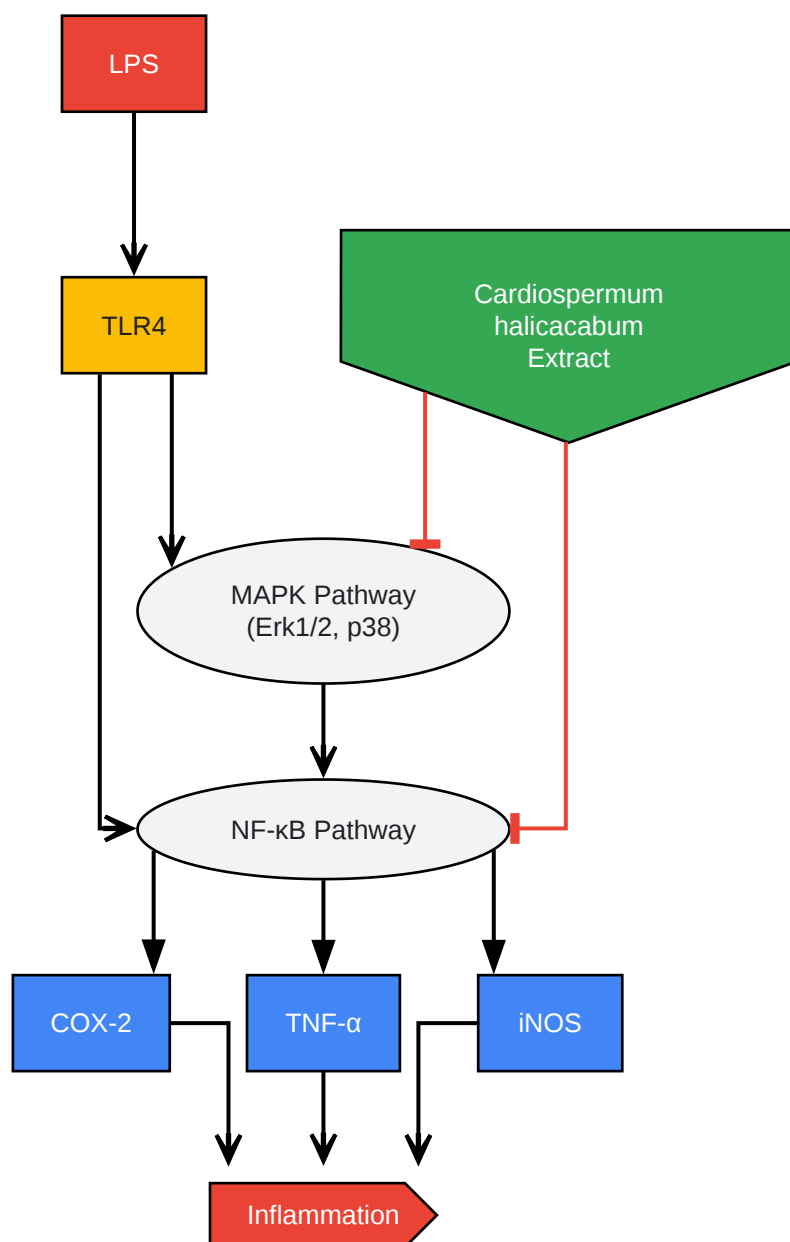 LPS
TLR4
Cardiospermum
halicacabum
Extract
MAPK Pathway
(Erk1/2, p38)
NF-κB Pathway
COX-2
TNF-α
iNOS
Inflammation